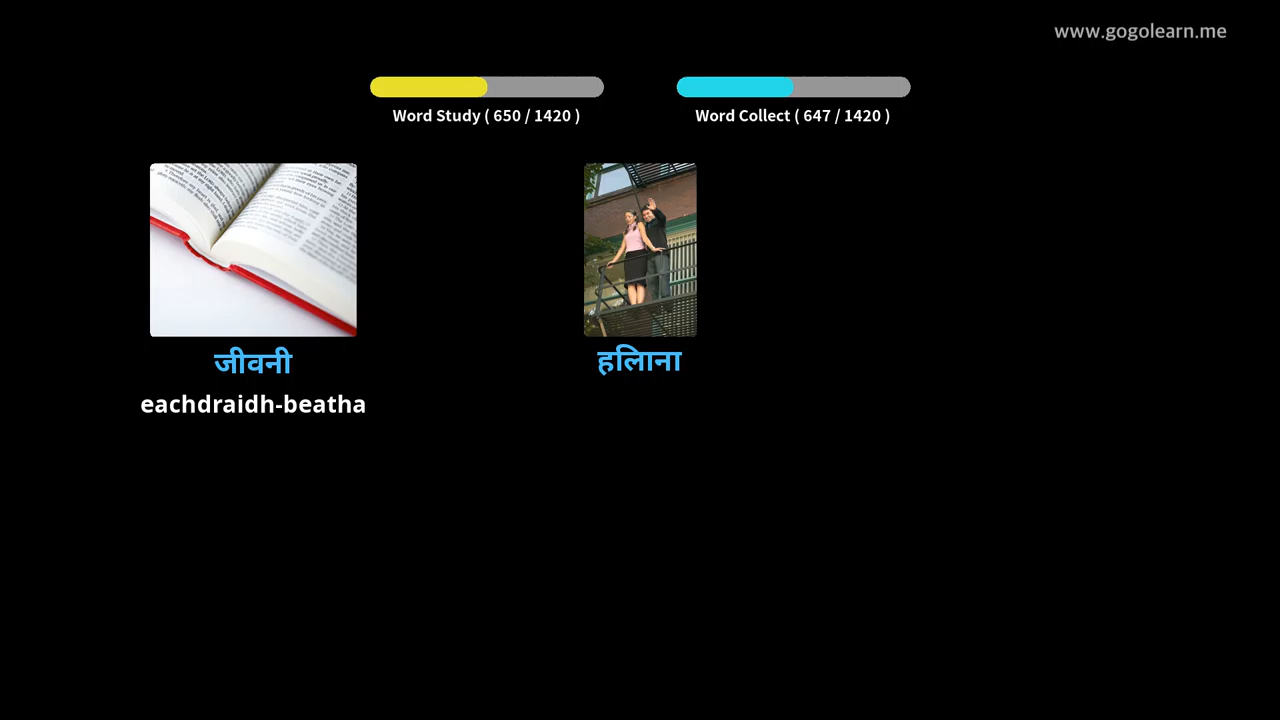 www.gogolearn.me
Word Study ( 650 / 1420 )
Word Collect ( 647 / 1420 )
जीवनी
हलिाना
eachdraidh-beatha